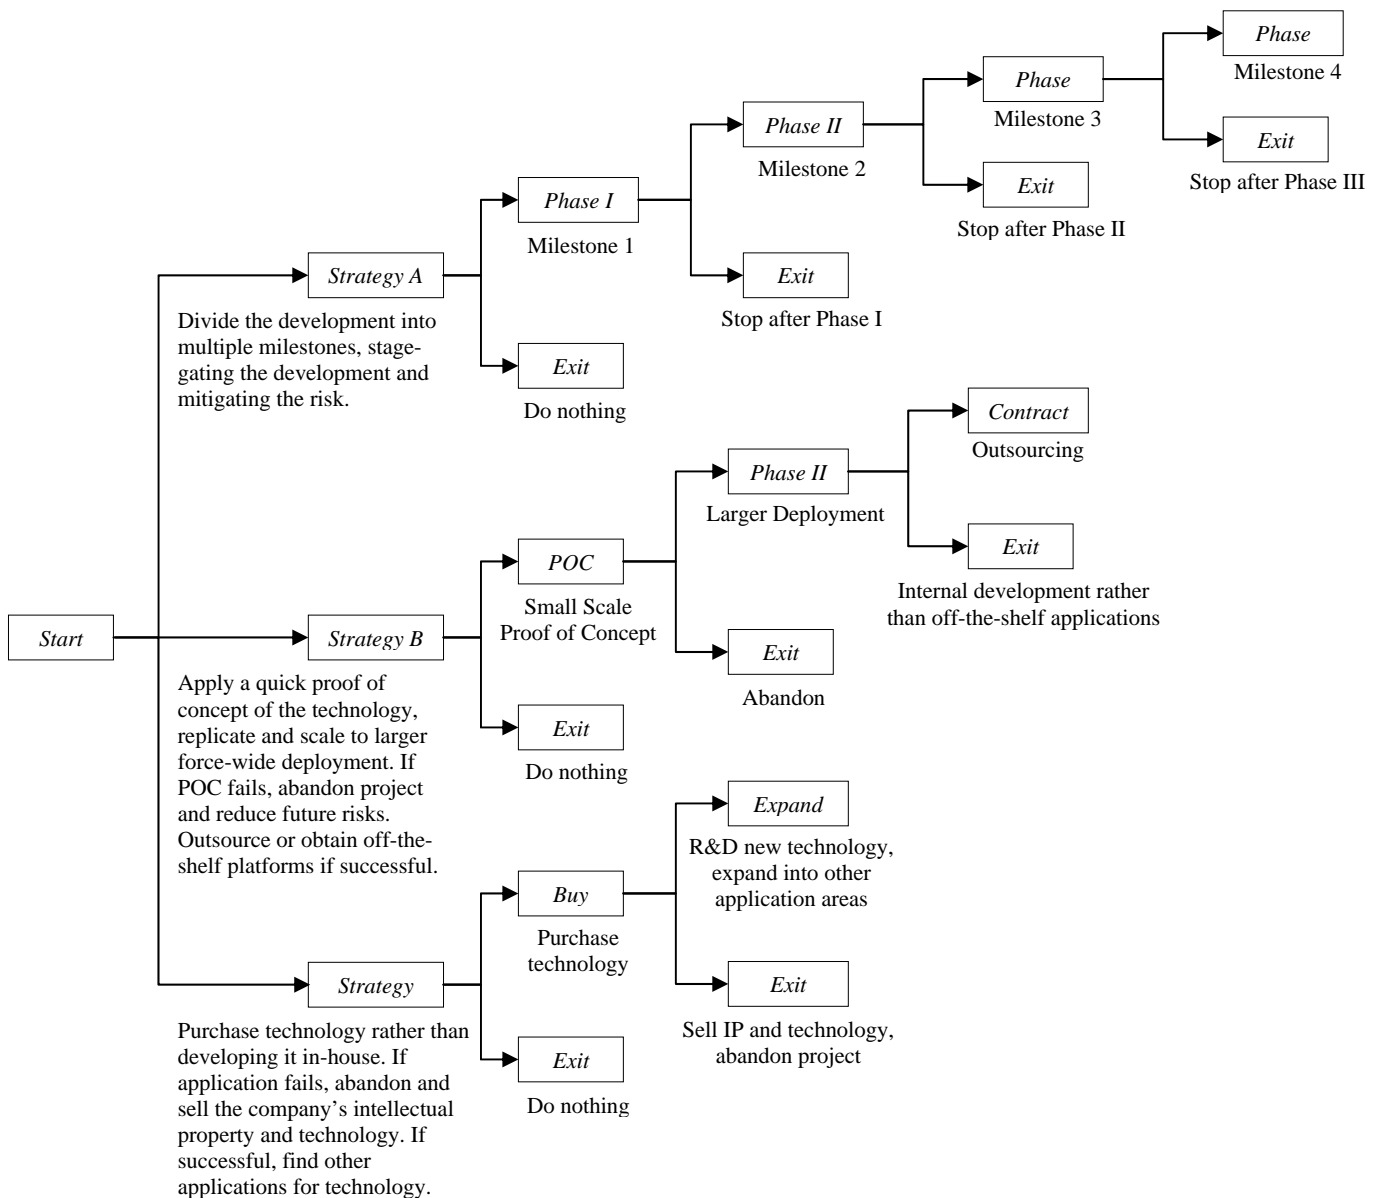 Phase
Milestone 4
Exit
Stop after Phase III
Phase
Milestone 3
Exit
Stop after Phase II
Phase II
Milestone 2
Exit
Stop after Phase I
Phase I
Milestone 1
Exit
Do nothing
Strategy A
Divide the development into
multiple milestones, stage-
gating the development and
mitigating the risk.
Contract
Outsourcing
Exit
Internal development rather
than off-the-shelf applications
Phase II
Larger Deployment
Exit
Abandon
POC
Small Scale
Proof of Concept
Exit
Do nothing
Start
Strategy B
Apply a quick proof of
concept of the technology,
replicate and scale to larger
force-wide deployment. If
POC fails, abandon project
and reduce future risks.
Outsource or obtain off-the-
shelf platforms if successful.
Expand
R&D new technology,
expand into other
application areas
Exit
Sell IP and technology,
abandon project
Buy
Purchase
technology
Exit
Do nothing
Strategy
Purchase technology rather than
developing it in-house. If
application fails, abandon and
sell the company’s intellectual
property and technology. If
successful, find other
applications for technology.